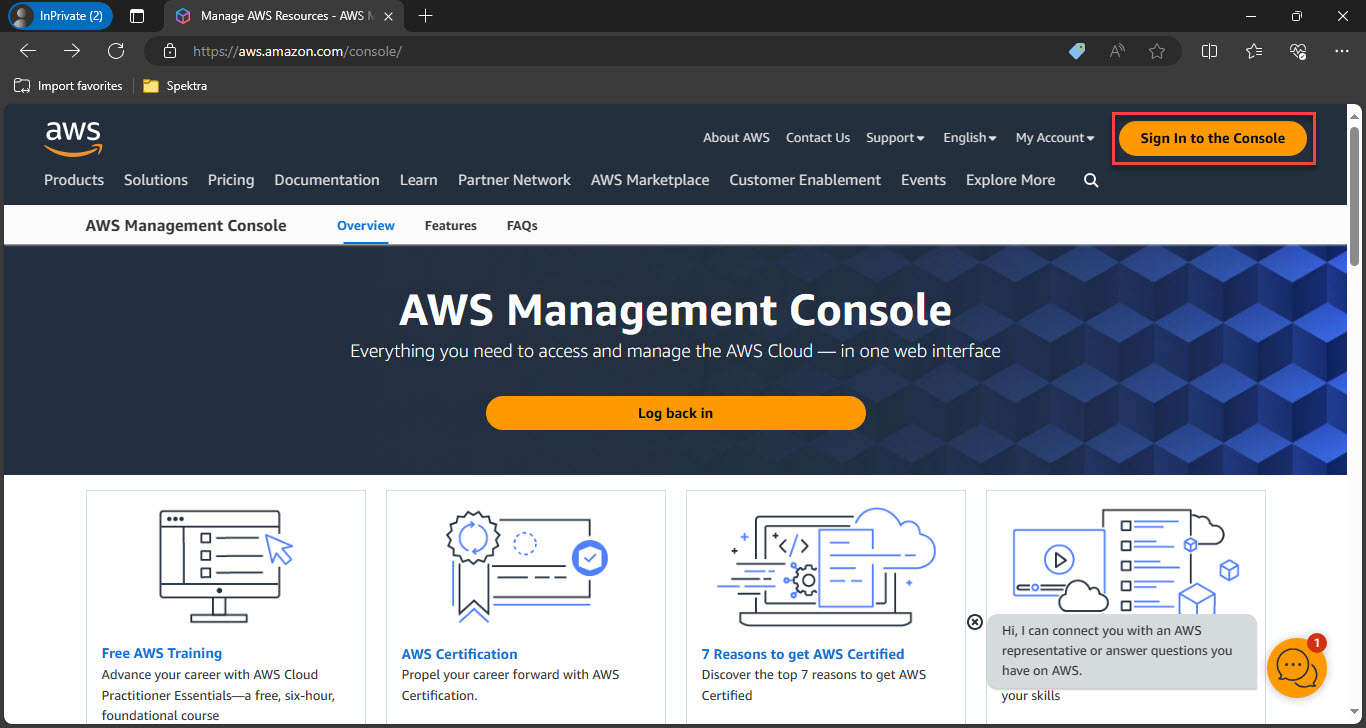 InPrivate (2)
Manage AWS Resources - AWS M
https://aws.amazon.com/console/
Import favorites
Spektra
aws
About AWS Contact Us Support English My Account Sign In to the Console
Products Solutions Pricing Documentation Learn Partner Network AWS Marketplace Customer Enablement Events Explore More
AWS Management Console Overview Features FAQs
AWS Management Console
Everything you need to access and manage the AWS Cloud — in one web interface
Log back in
Free AWS Training
Advance your career with AWS Cloud
Practitioner Essentials—a free, six-hour,
foundational course
AWS Certification
Propel your career forward with AWS
Certification.
7 Reasons to get AWS Certified
Discover the top 7 reasons to get AWS
Certified
Hi, I can connect you with an AWS
representative or answer questions you
have on AWS.
1
your skills